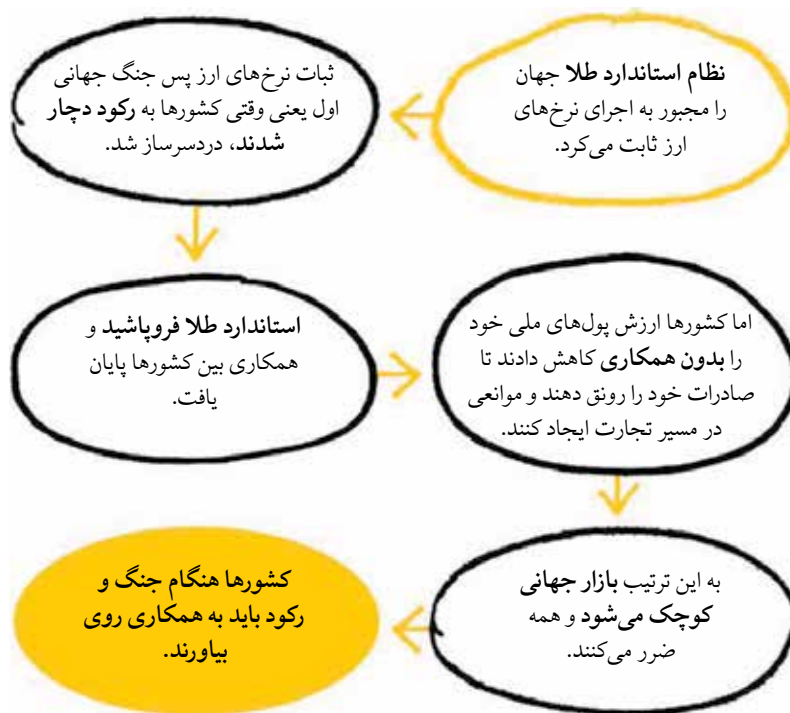 نظام استاندارد طلا جهان
را مجبور به اجرای نرخ‌های
ارز ثابت می‌کرد.
ثبات نرخ‌های ارز پس جنگ جهانی
اول یعنی وقتی کشورها به رکود دچار
شدند، دردسرساز شد.
استاندارد طلا فروپاشید و
همکاری بین کشورها پایان
یافت.
اما کشورها ارزش پول‌های ملی خود
را بدون همکاری کاهش دادند تا
صادرات خود را رونق دهند و موانعی
در مسیر تجارت ایجاد کنند.
به این ترتیب بازار جهانی
کوچک می‌شود و همه
ضرر می‌کنند.
کشورها هنگام جنگ و
رکود باید به همکاری روی
بیاورند.